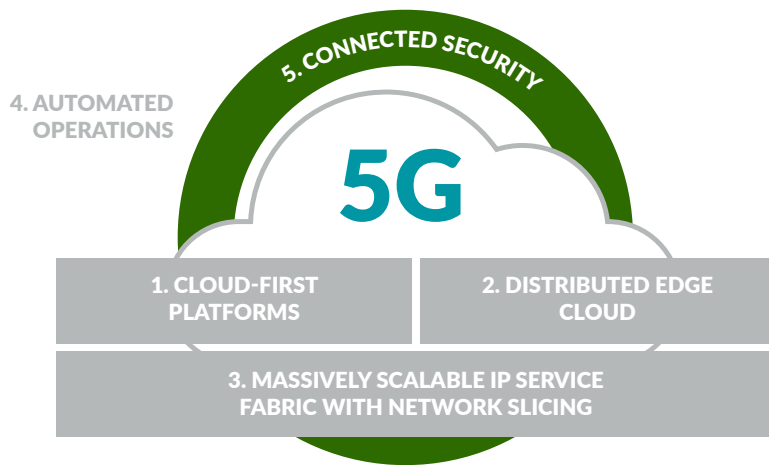 5. CONNECTED SECURITY
4. AUTOMATED
OPERATIONS
5G
1. CLOUD-FIRST
PLATFORMS
2. DISTRIBUTED EDGE
CLOUD
3. MASSIVELY SCALABLE IP SERVICE
FABRIC WITH NETWORK SLICING